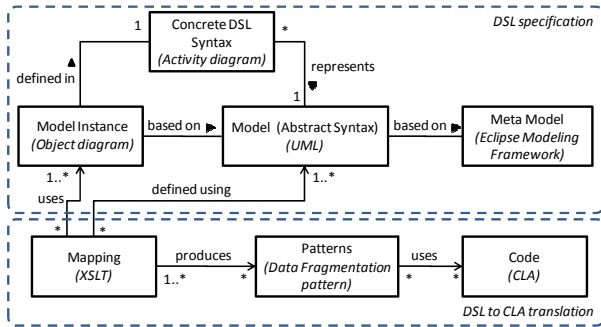 DSL specification
Concrete DSL
Syntax
(Activity diagram)
1
*
defined in
represents
1
Model Instance
(Object diagram)
based on
Model (Abstract Syntax)
(UML)
based on
Meta Model
(Eclipse Modeling
Framework)
1..*
uses
defined using
1..*
*
*
Mapping
(XSLT)
produces
1..*
*
Patterns
(Data Fragmentation
pattern)
uses
*
*
Code
(CLA)
DSL to CLA translation